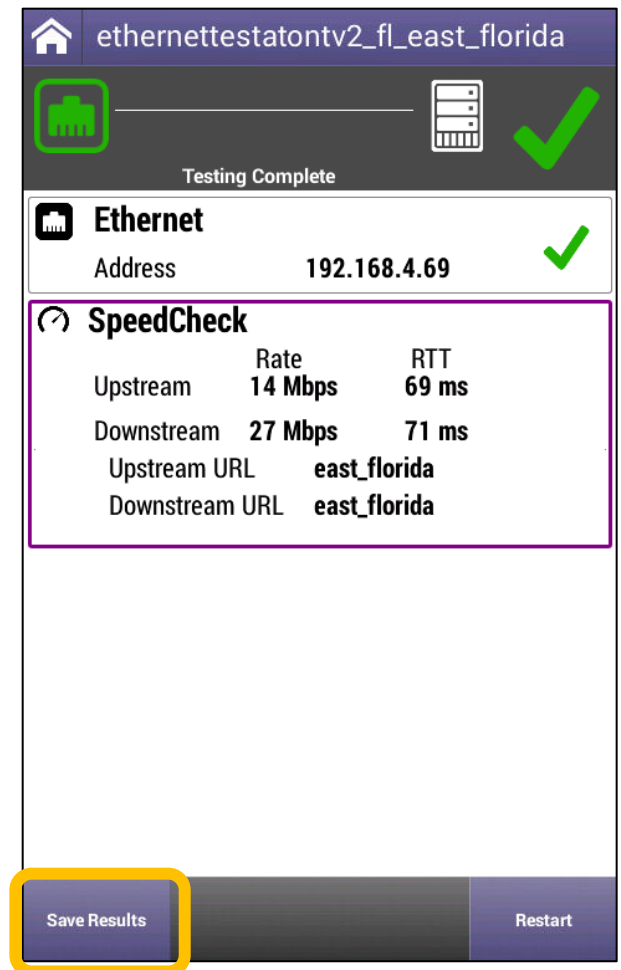 ethernettestatontv2_fl_east_florida
Testing Complete
Ethernet
Address 192.168.4.69
SpeedCheck
Rate RTT
Upstream 14 Mbps 69 ms
Downstream 27 Mbps 71 ms
Upstream URL east_florida
Downstream URL east_florida
Save Results Restart